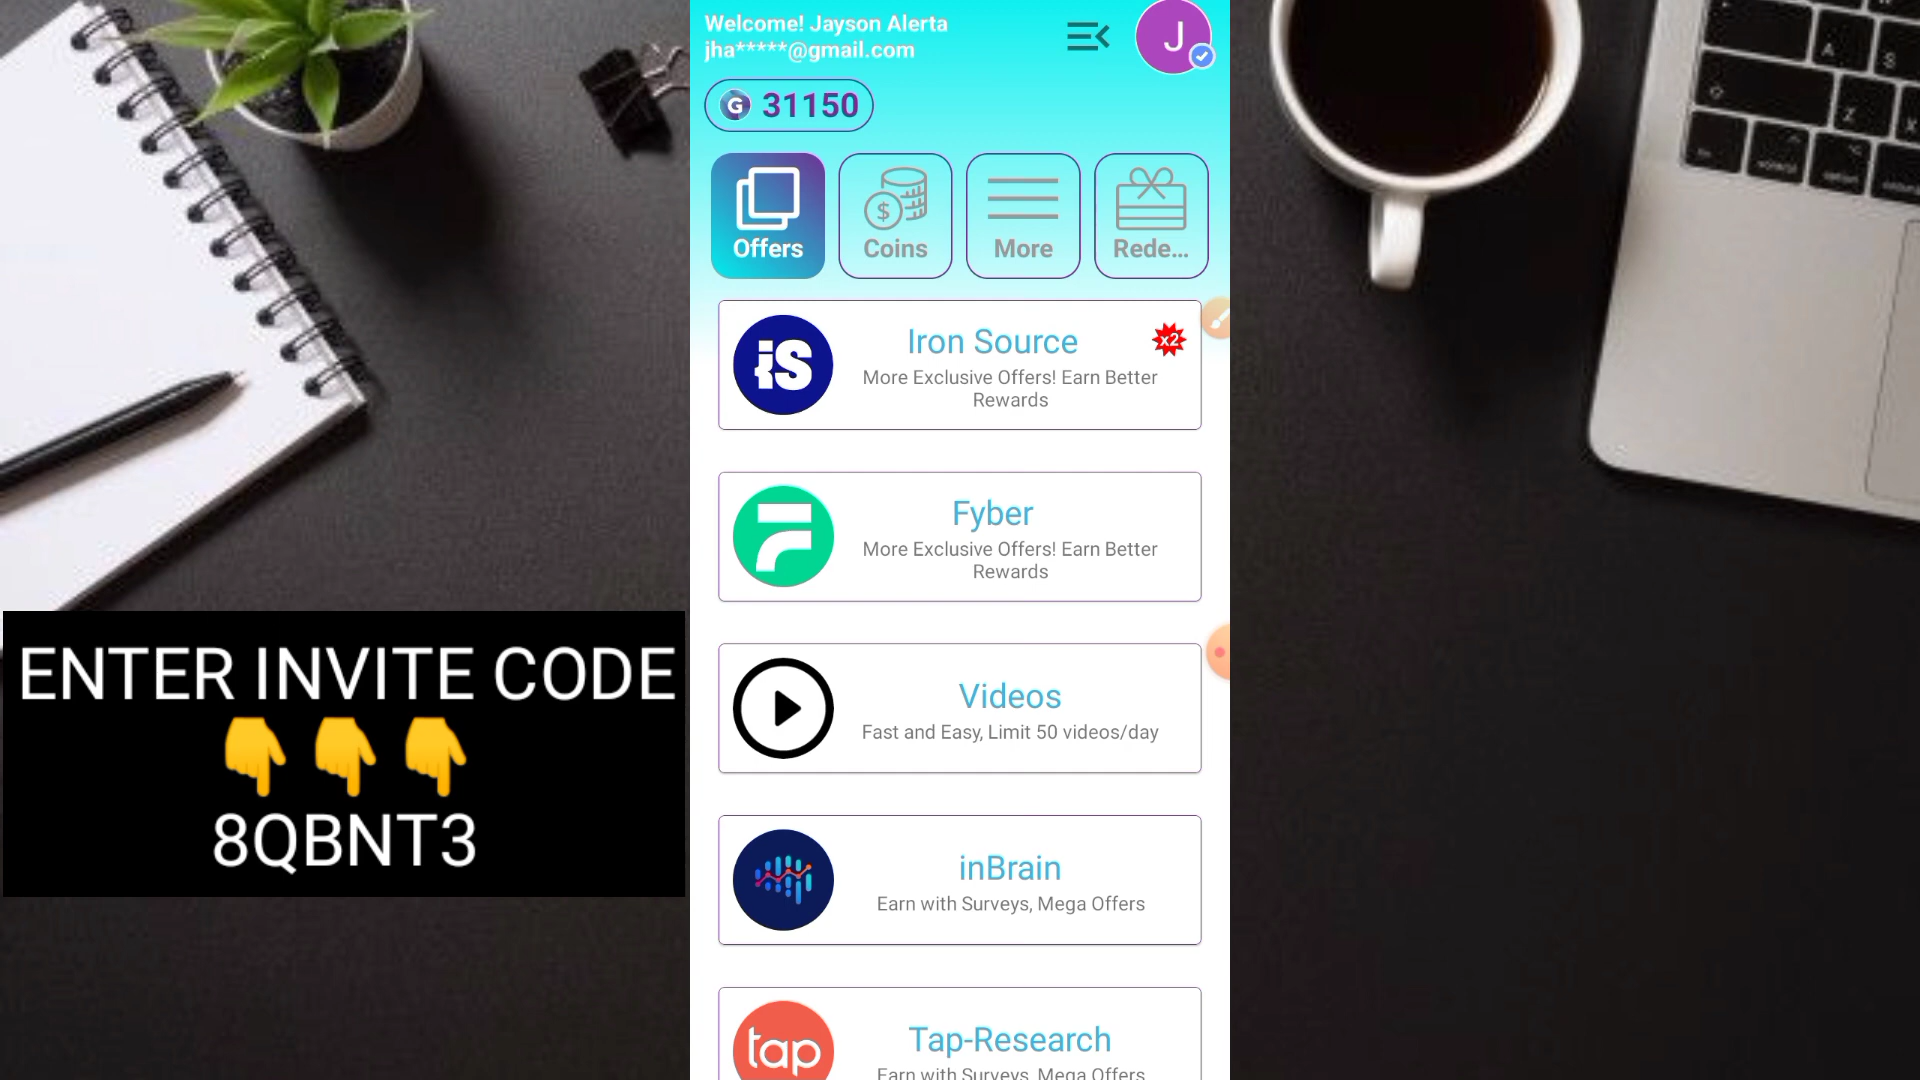 Welcome! Jayson Alerta
jha*****@gmail.com
J
G 31150
Offers
Coins
More
Rede...
iS
Iron Source
x2
More Exclusive Offers! Earn Better
Rewards
Fyber
More Exclusive Offers! Earn Better
Rewards
Videos
Fast and Easy, Limit 50 videos/day
inBrain
Earn with Surveys, Mega Offers
tap
Tap-Research
Earn with Surveys, Mega Offers
ENTER INVITE CODE
👇👇👇
8QBNT3
A
S
Z
X